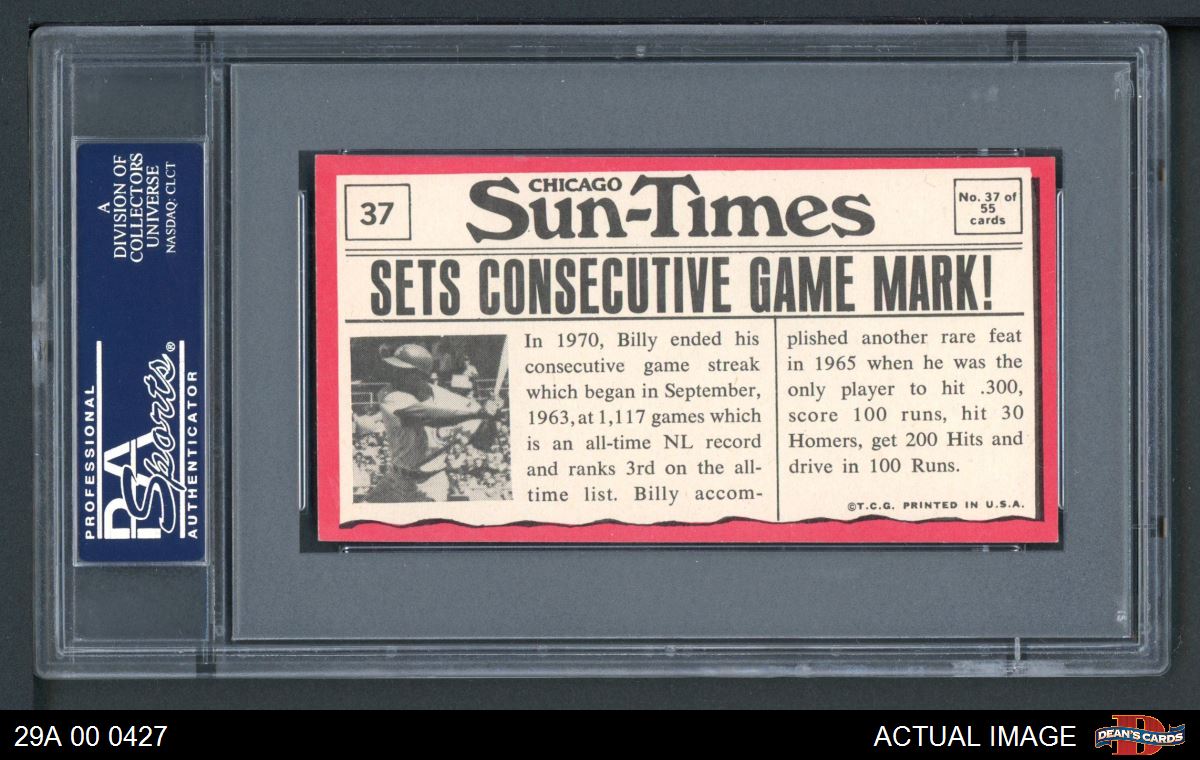 A
DIVISION OF
COLLECTORS
UNIVERSE
NASDAQ: CLCT
PROFESSIONAL
PSA
Sports®
AUTHENTICATOR
37
CHICAGO
Sun-Times
No. 37 of
55
cards
SETS CONSECUTIVE GAME MARK!
In 1970, Billy ended his
consecutive game streak
which began in September,
1963, at 1,117 games which
is an all-time NL record
and ranks 3rd on the all-
time list. Billy accom-
plished another rare feat
in 1965 when he was the
only player to hit .300,
score 100 runs, hit 30
Homers, get 200 Hits and
drive in 100 Runs.
©T.C.G. PRINTED IN U.S.A.
29A 00 0427
ACTUAL IMAGE
DEAN'S CARDS